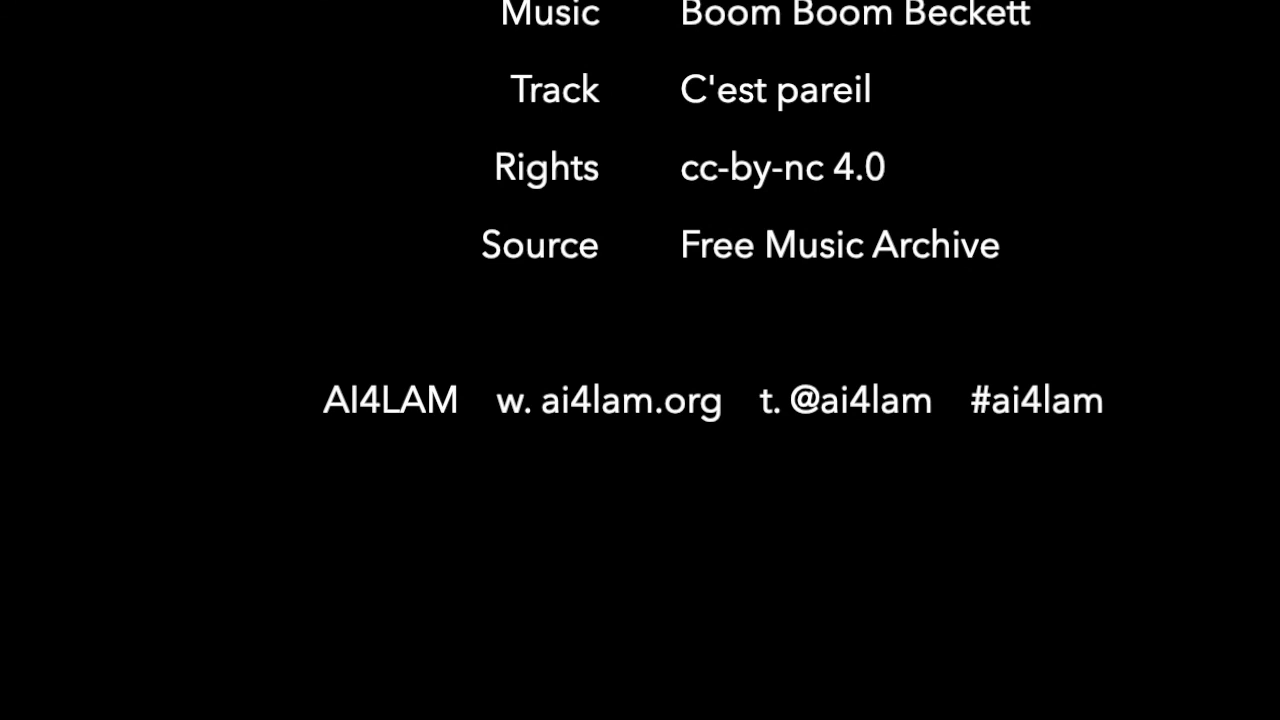 Music Boom Boom Beckett
Track C'est pareil
Rights cc-by-nc 4.0
Source Free Music Archive
AI4LAM w. ai4lam.org t. @ai4lam #ai4lam